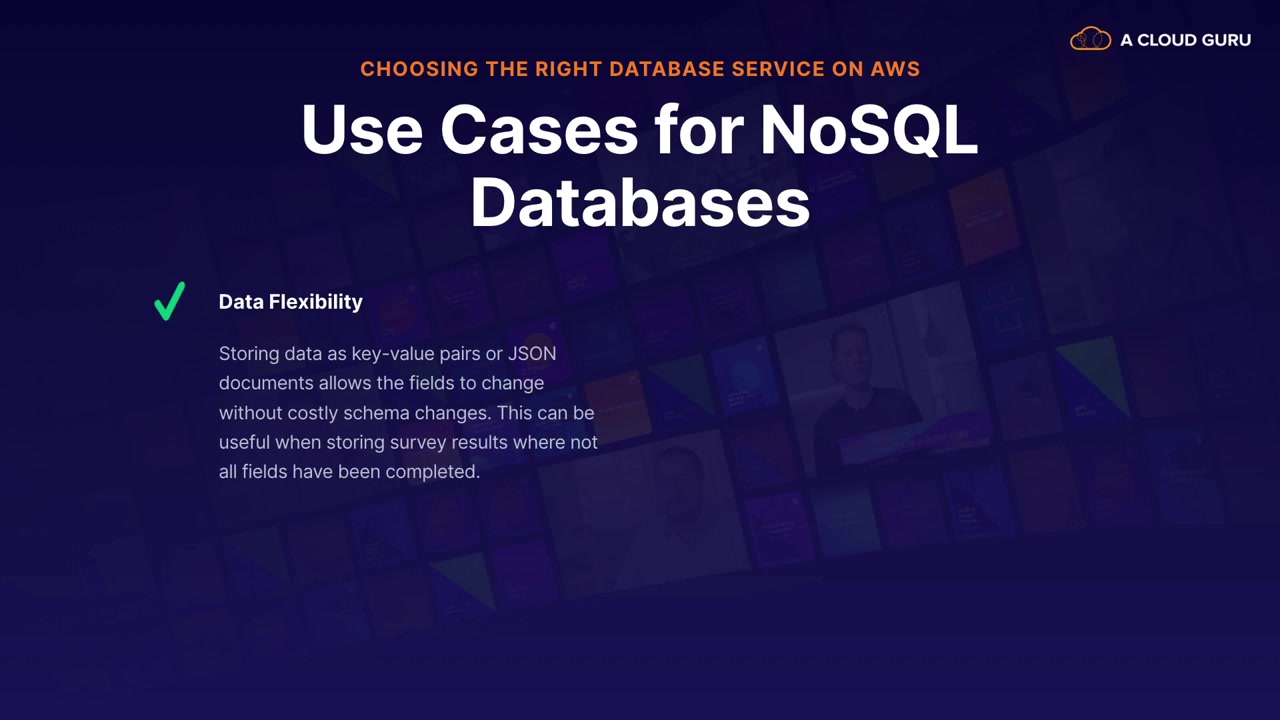 A CLOUD GURU
CHOOSING THE RIGHT DATABASE SERVICE ON AWS
Use Cases for NoSQL
Databases
Data Flexibility
Storing data as key-value pairs or JSON
documents allows the fields to change
without costly schema changes. This can be
useful when storing survey results where not
all fields have been completed.